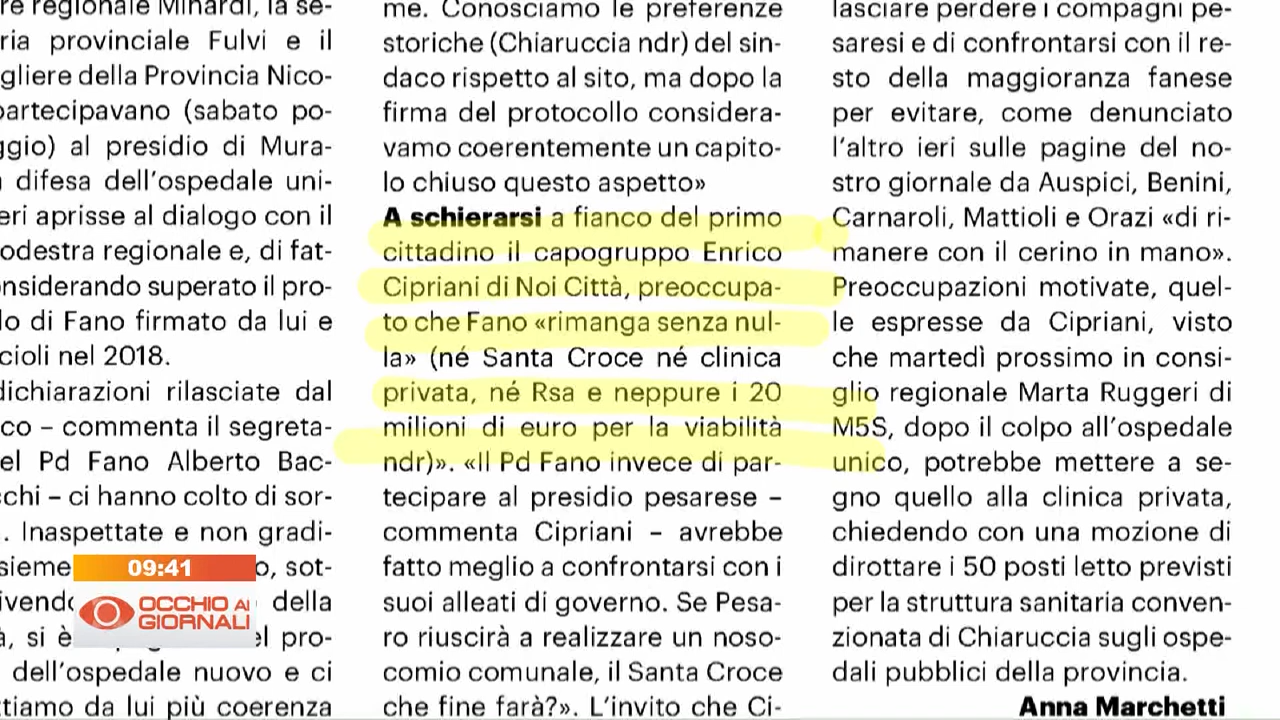 re regionale Minardi, la se-
ria provinciale Fulvi e il
gliere della Provincia Nico-
partecipavano (sabato po-
ggio) al presidio di Mura-
difesa dell'ospedale uni-
eri aprisse al dialogo con il
odestra regionale e, di fat-
nsiderando superato il pro-
lo di Fano firmato da lui e
cioli nel 2018.
dichiarazioni rilasciate dal
co – commenta il segreta-
el Pd Fano Alberto Bac-
chi – ci hanno colto di sor-
. Inaspettate e non gradi-
sieme o, sot-
ivendo della
à, si è el pro-
dell'ospedale nuovo e ci
ttiamo da lui più coerenza
me. Conosciamo le preferenze
storiche (Chiaruccia ndr) del sin-
daco rispetto al sito, ma dopo la
firma del protocollo considera-
vamo coerentemente un capito-
lo chiuso questo aspetto»
A schierarsi a fianco del primo
cittadino il capogruppo Enrico
Cipriani di Noi Città, preoccupa-
to che Fano «rimanga senza nul-
la» (né Santa Croce né clinica
privata, né Rsa e neppure i 20
milioni di euro per la viabilità
ndr)». «Il Pd Fano invece di par-
tecipare al presidio pesarese –
commenta Cipriani – avrebbe
fatto meglio a confrontarsi con i
suoi alleati di governo. Se Pesa-
ro riuscirà a realizzare un noso-
comio comunale, il Santa Croce
che fine farà?». L'invito che Ci-
lasciare perdere i compagni pe-
saresi e di confrontarsi con il re-
sto della maggioranza fanese
per evitare, come denunciato
l'altro ieri sulle pagine del no-
stro giornale da Auspici, Benini,
Carnaroli, Mattioli e Orazi «di ri-
manere con il cerino in mano».
Preoccupazioni motivate, quel-
le espresse da Cipriani, visto
che martedì prossimo in consi-
glio regionale Marta Ruggeri di
M5S, dopo il colpo all'ospedale
unico, potrebbe mettere a se-
gno quello alla clinica privata,
chiedendo con una mozione di
dirottare i 50 posti letto previsti
per la struttura sanitaria conven-
zionata di Chiaruccia sugli ospe-
dali pubblici della provincia.
Anna Marchetti
09:41
OCCHIO AI
GIORNALI